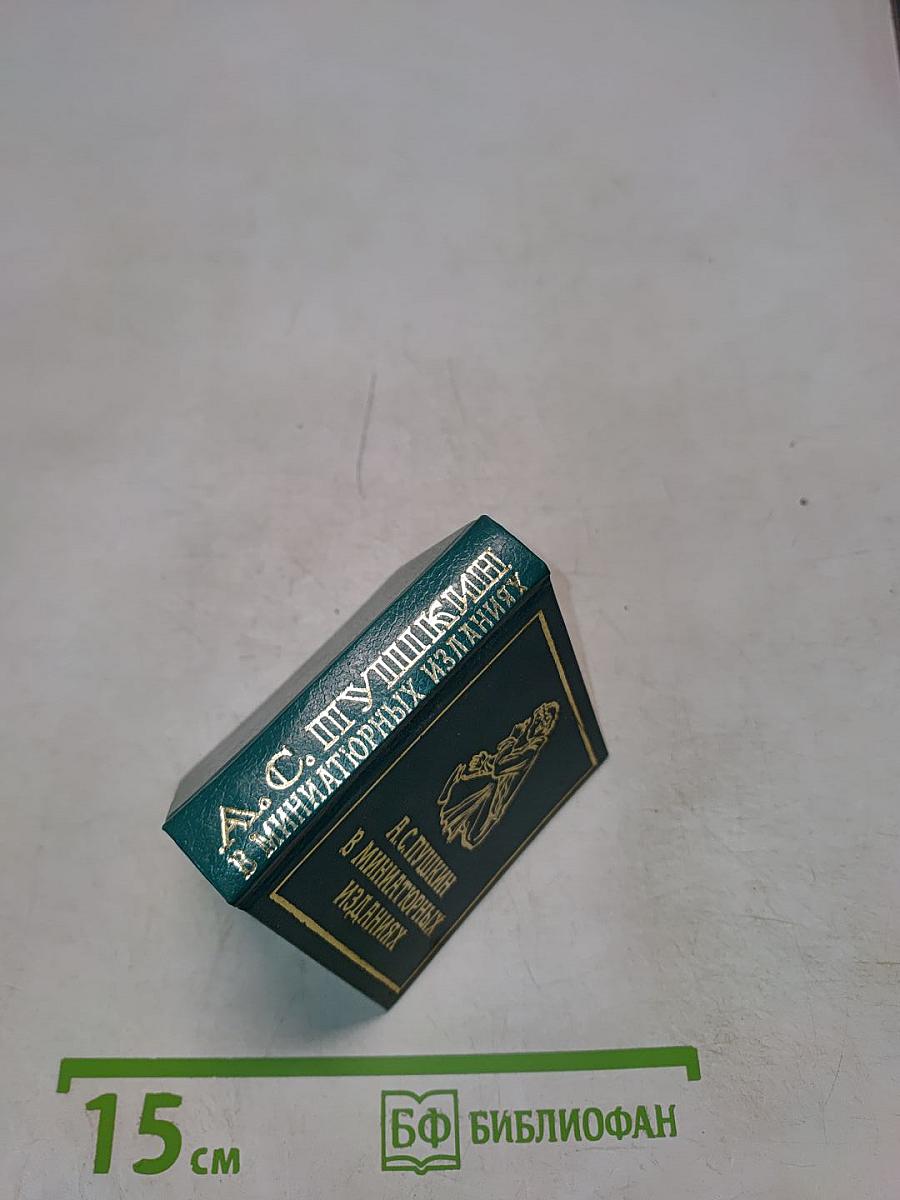 А. С. ПУШКИН
В МИНИАТЮРНЫХ ИЗДАНИЯХ
А.С.ПУШКИН
В МИНИАТЮРНЫХ
ИЗДАНИЯХ
15 см
БФ БИБЛИОФАН